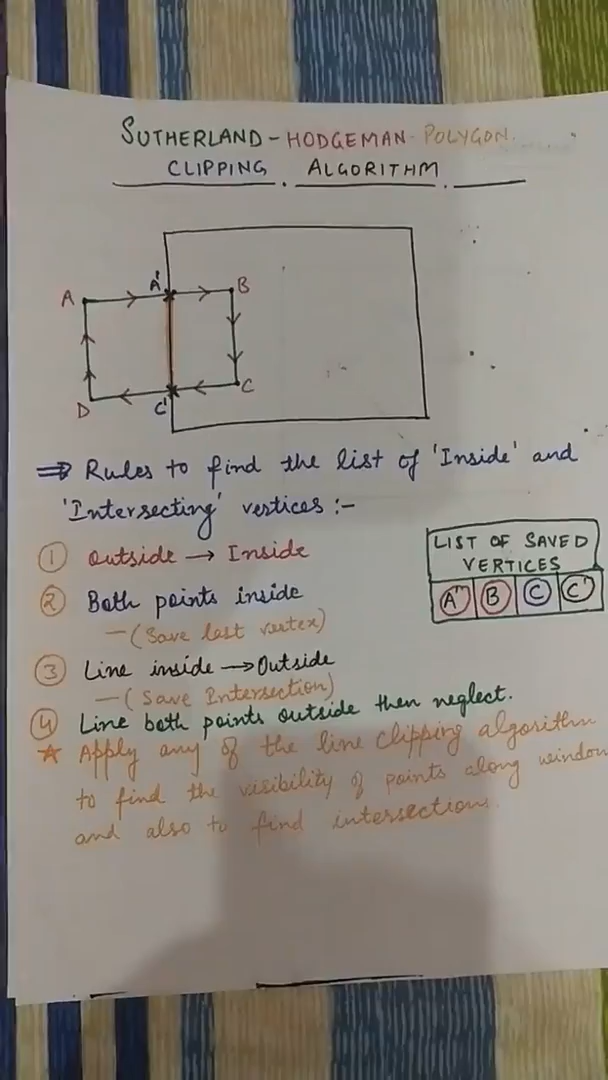 SUTHERLAND-HODGEMAN-POLYGON
CLIPPING ALGORITHM
A
A'
B
D
C'
C
⇒ Rules to find the list of 'Inside' and
'Intersecting' vertices :-
① Outside → Inside
② Both points inside
-(Save last vertex)
③ Line inside → Outside
-(Save Intersection)
④ Line both points outside then neglect.
LIST OF SAVED
VERTICES
A' B C C'
★ Apply any of the line clipping algorithm
to find the visibility of points along window
and also to find intersections.